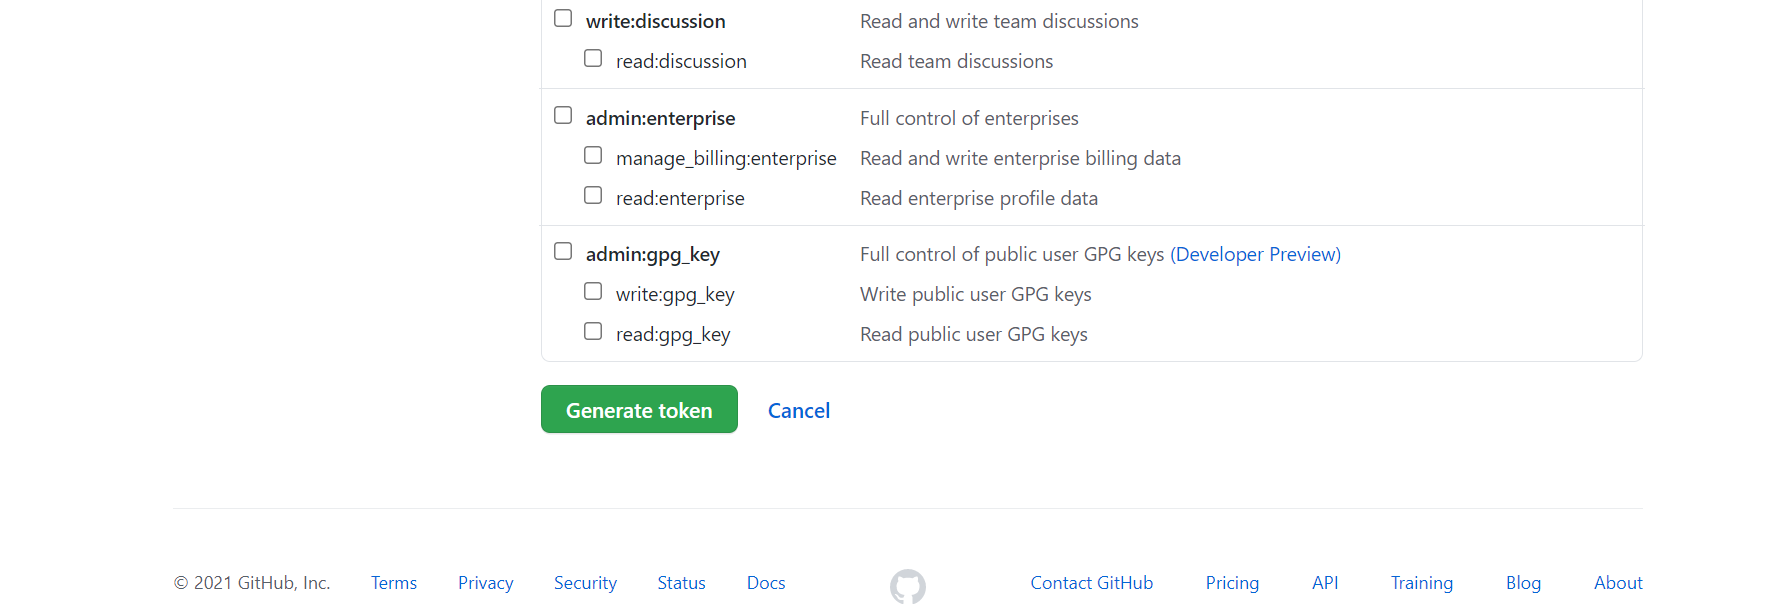 write:discussion Read and write team discussions
read:discussion Read team discussions
admin:enterprise Full control of enterprises
manage_billing:enterprise Read and write enterprise billing data
read:enterprise Read enterprise profile data
admin:gpg_key Full control of public user GPG keys (Developer Preview)
write:gpg_key Write public user GPG keys
read:gpg_key Read public user GPG keys
Generate token Cancel
© 2021 GitHub, Inc. Terms Privacy Security Status Docs Contact GitHub Pricing API Training Blog About